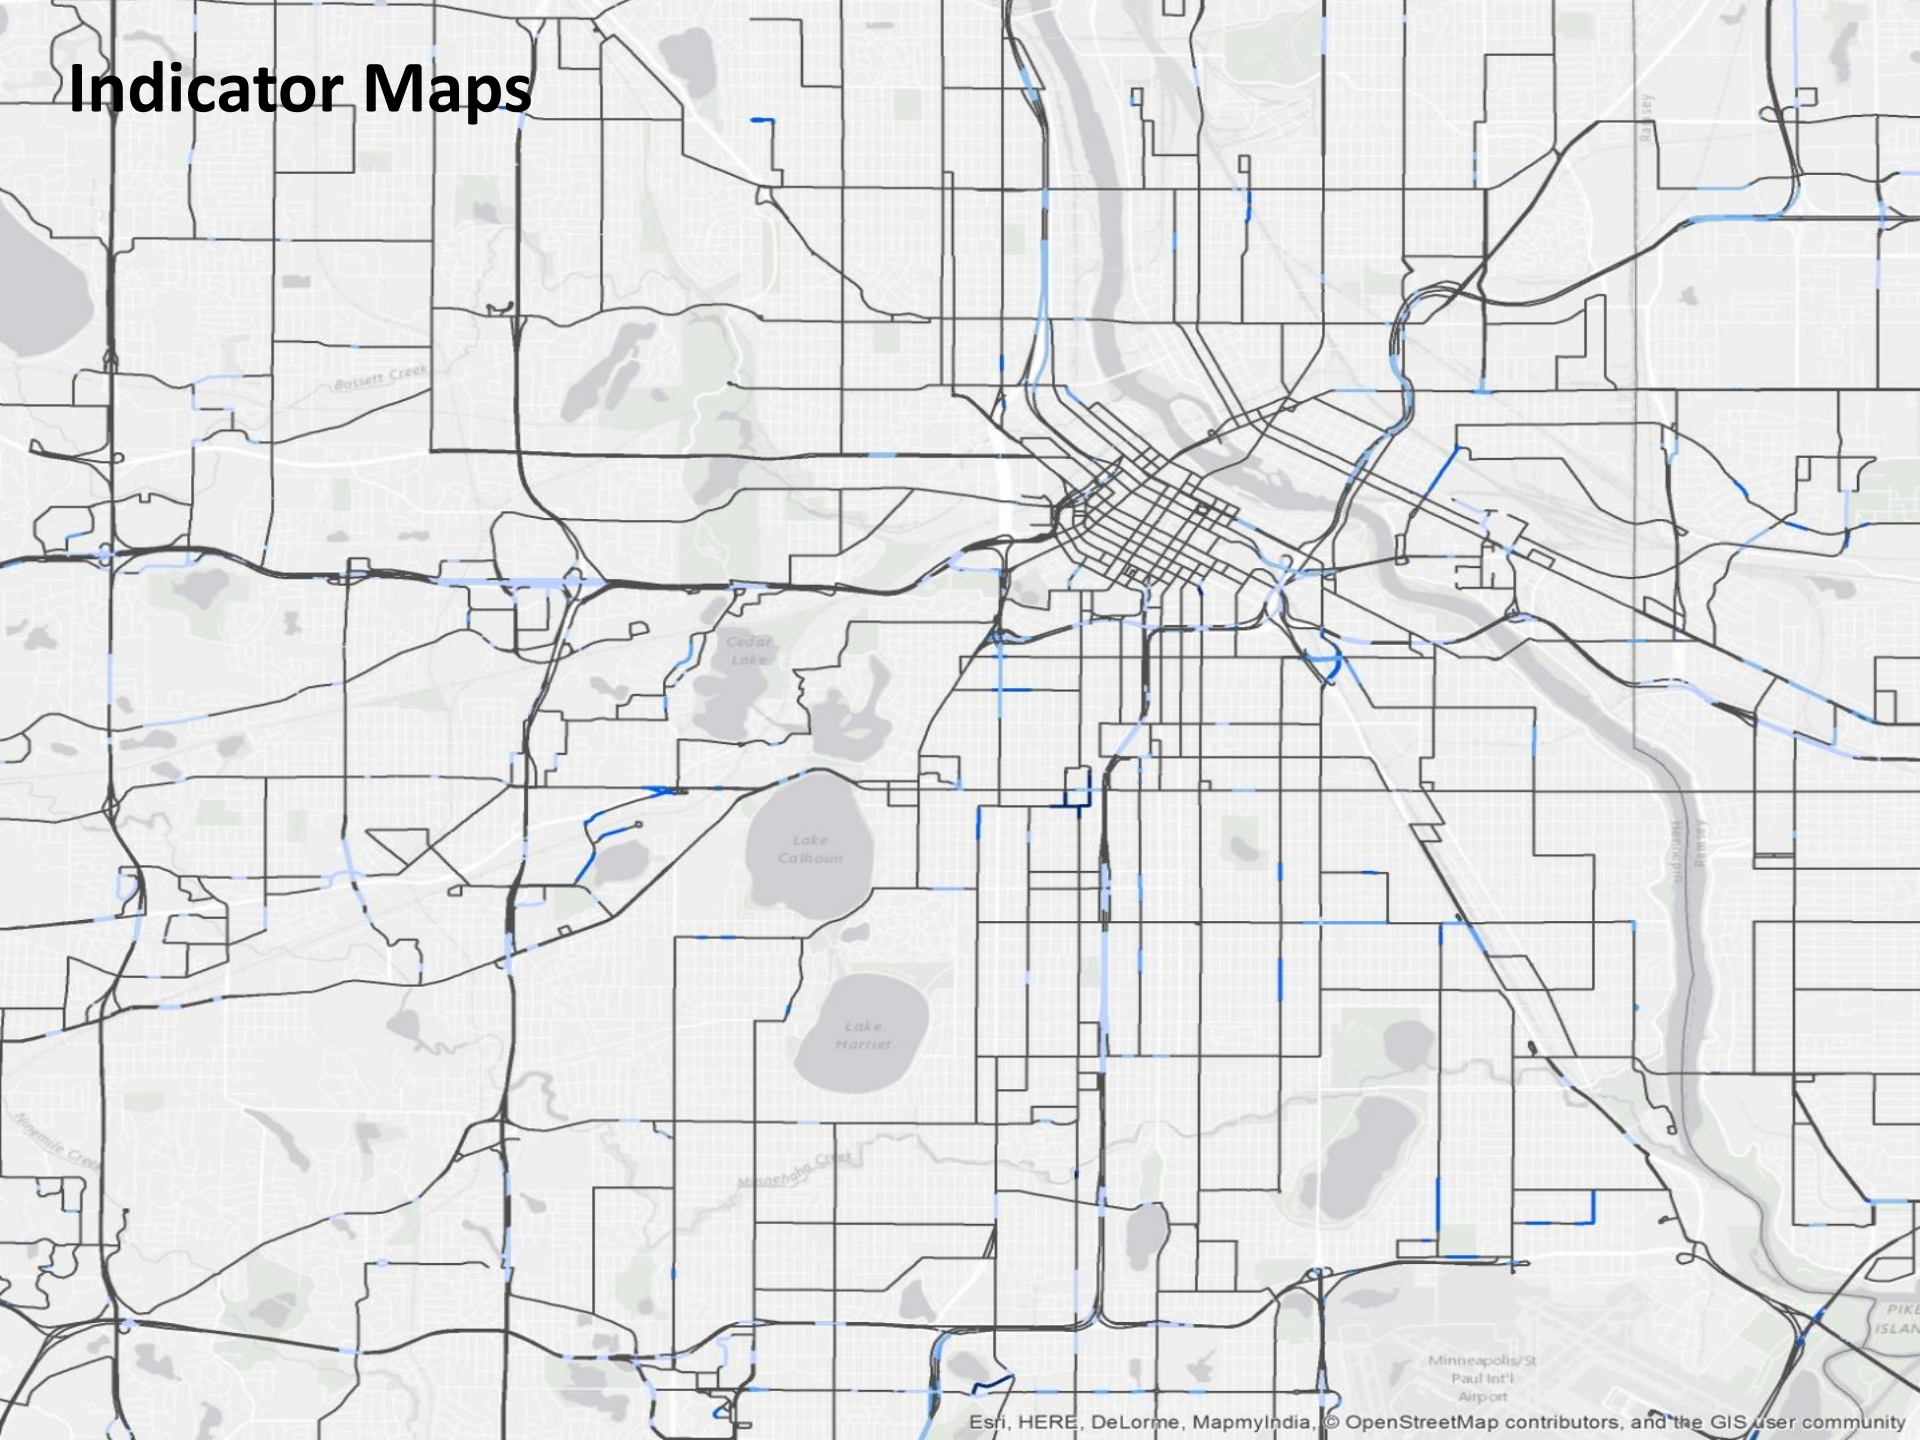 Indicator Maps
Ramsey
Bassett Creek
Cedar
Lake
Lake
Calhoun
Hennepin
Ramsey
Lake
Harriet
Ninemile Creek
Minnehaha Creek
PIKE
ISLAN
Minneapolis/St
Paul Int'l
Airport
Esri, HERE, DeLorme, MapmyIndia, © OpenStreetMap contributors, and the GIS user community